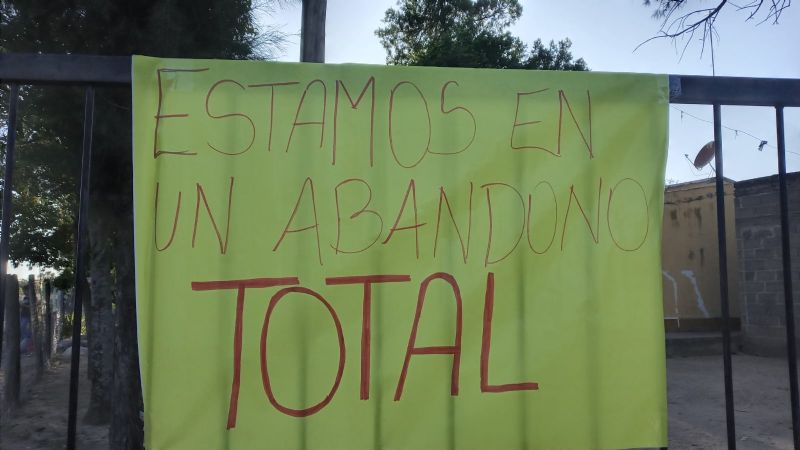 ESTAMOS EN
UN ABANDONO
TOTAL